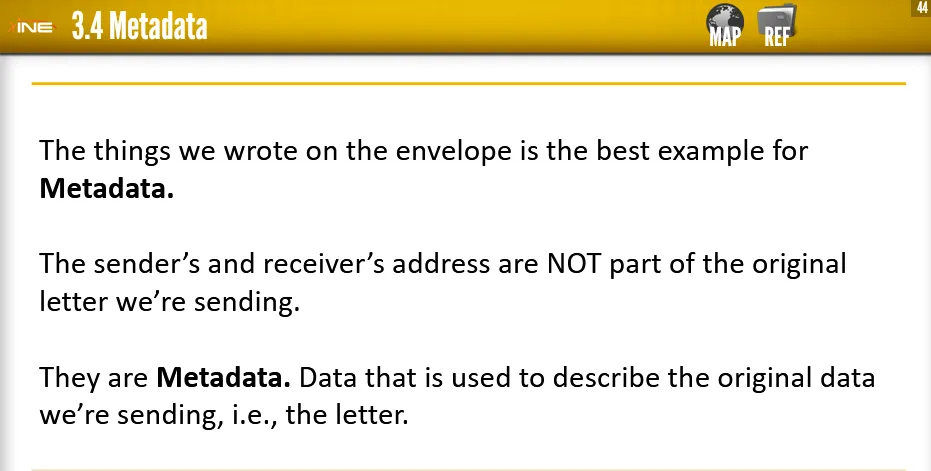 INE 3.4 Metadata
MAP REF
44
The things we wrote on the envelope is the best example for
Metadata.
The sender’s and receiver’s address are NOT part of the original
letter we’re sending.
They are Metadata. Data that is used to describe the original data
we’re sending, i.e., the letter.